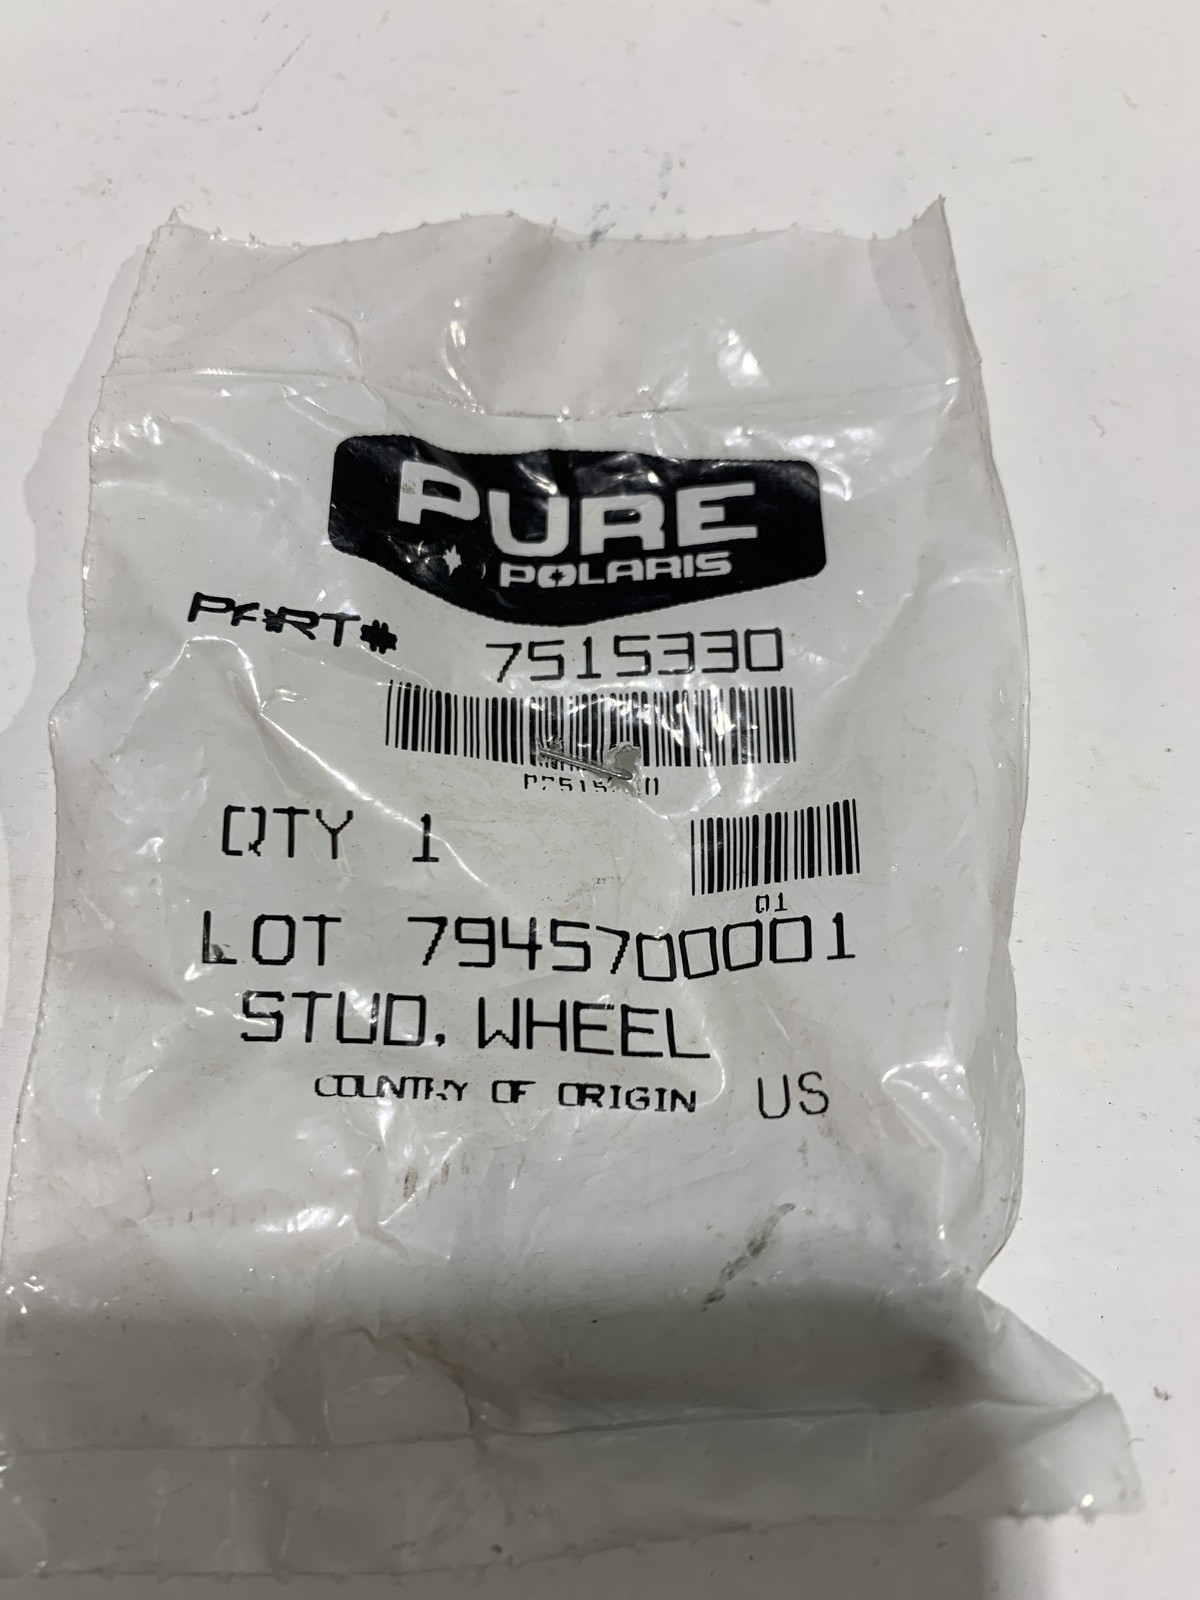 PURE
POLARIS
PART# 7515330
QTY 1
01
LOT 7945700001
STUD, WHEEL
COUNTRY OF ORIGIN US